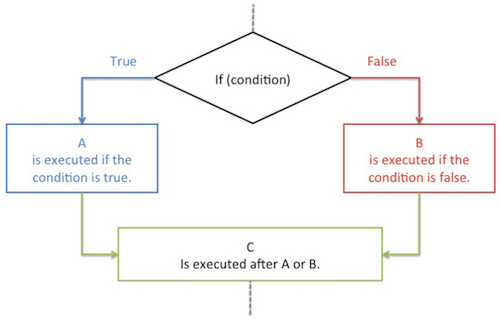 True
If (condition)
False
A
is executed if the
condition is true.
B
is executed if the
condition is false.
C
Is executed after A or B.